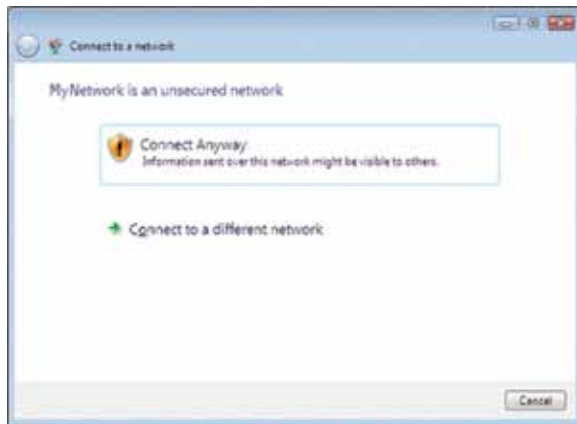 Connect to a network
MyNetwork is an unsecured network
Connect Anyway
Information sent over this network might be visible to others.
Connect to a different network
Cancel